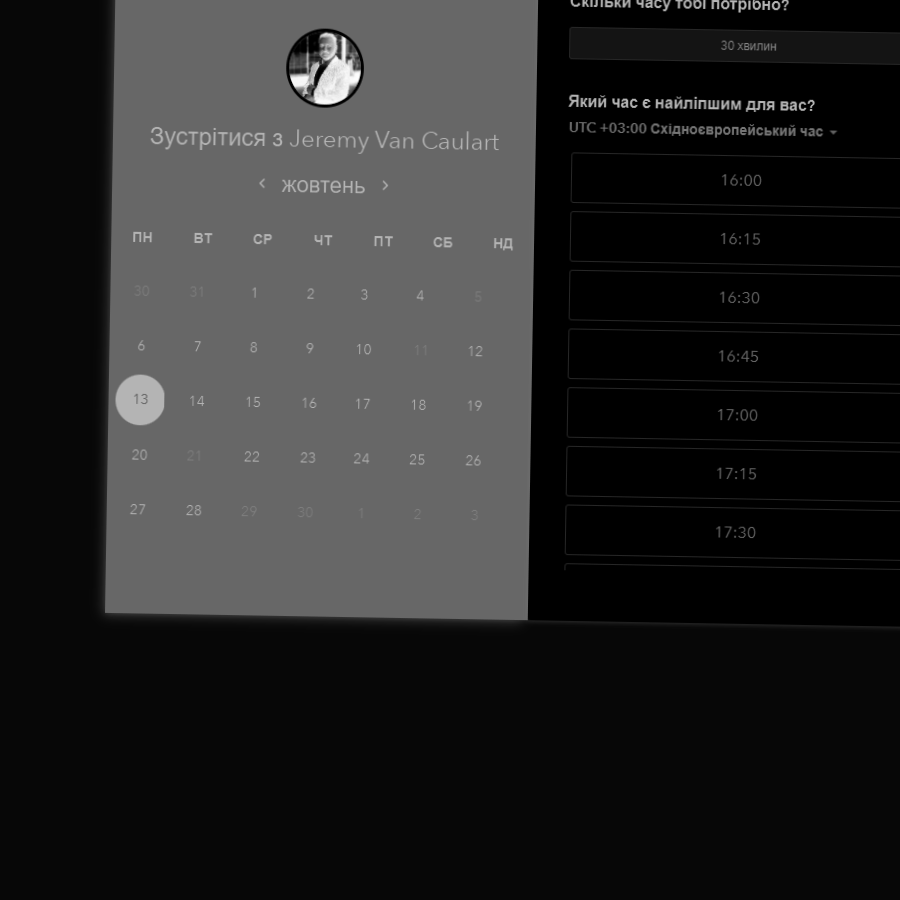 Зустрітися з Jeremy Van Caulart
жовтень
ПН ВТ СР ЧТ ПТ СБ НД
30 31 1 2 3 4 5
6 7 8 9 10 11 12
13 14 15 16 17 18 19
20 21 22 23 24 25 26
27 28 29 30 1 2 3
Скільки часу тобі потрібно?
30 хвилин
Який час є найліпшим для вас?
UTC +03:00 Східноєвропейський час
16:00
16:15
16:30
16:45
17:00
17:15
17:30